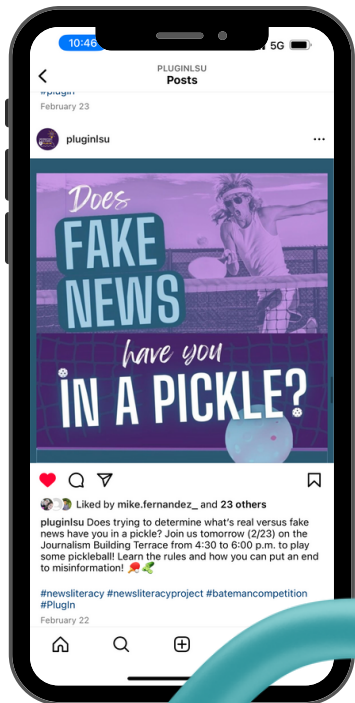 10:46
5G
PLUGINLSU
Posts
#plugin
February 23
pluginlsu
Does
FAKE
NEWS
have you
IN A PICKLE?
Liked by mike.fernandez_ and 23 others
pluginlsu Does trying to determine what's real versus fake
news have you in a pickle? Join us tomorrow (2/23) on the
Journalism Building Terrace from 4:30 to 6:00 p.m. to play
some pickleball! Learn the rules and how you can put an end
to misinformation!
#newsliteracy #newsliteracyproject #batemancompetition
#PlugIn
February 22